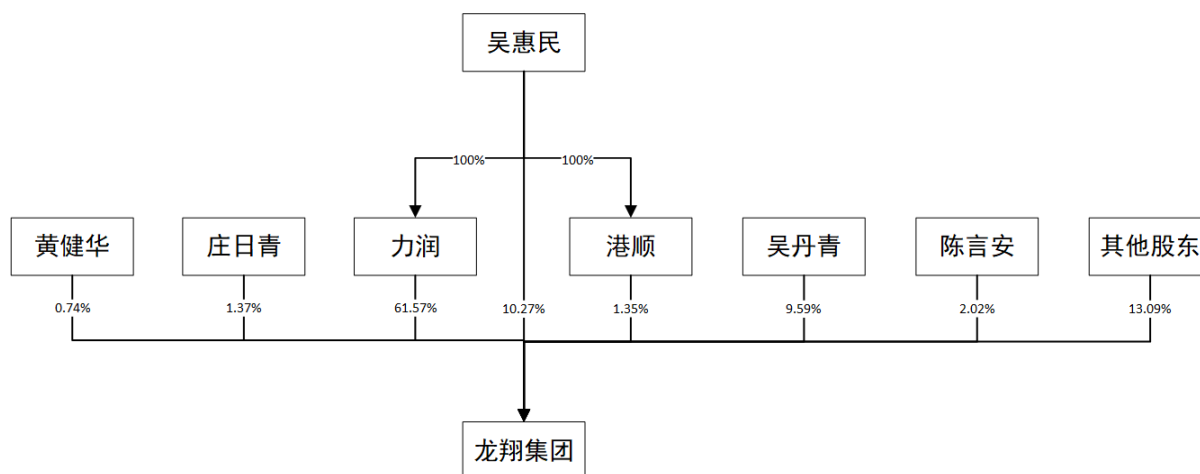 吴惠民
100%
100%
黄健华
庄日青
力润
港顺
吴丹青
陈言安
其他股东
0.74%
1.37%
61.57%
10.27%
1.35%
9.59%
2.02%
13.09%
龙翔集团